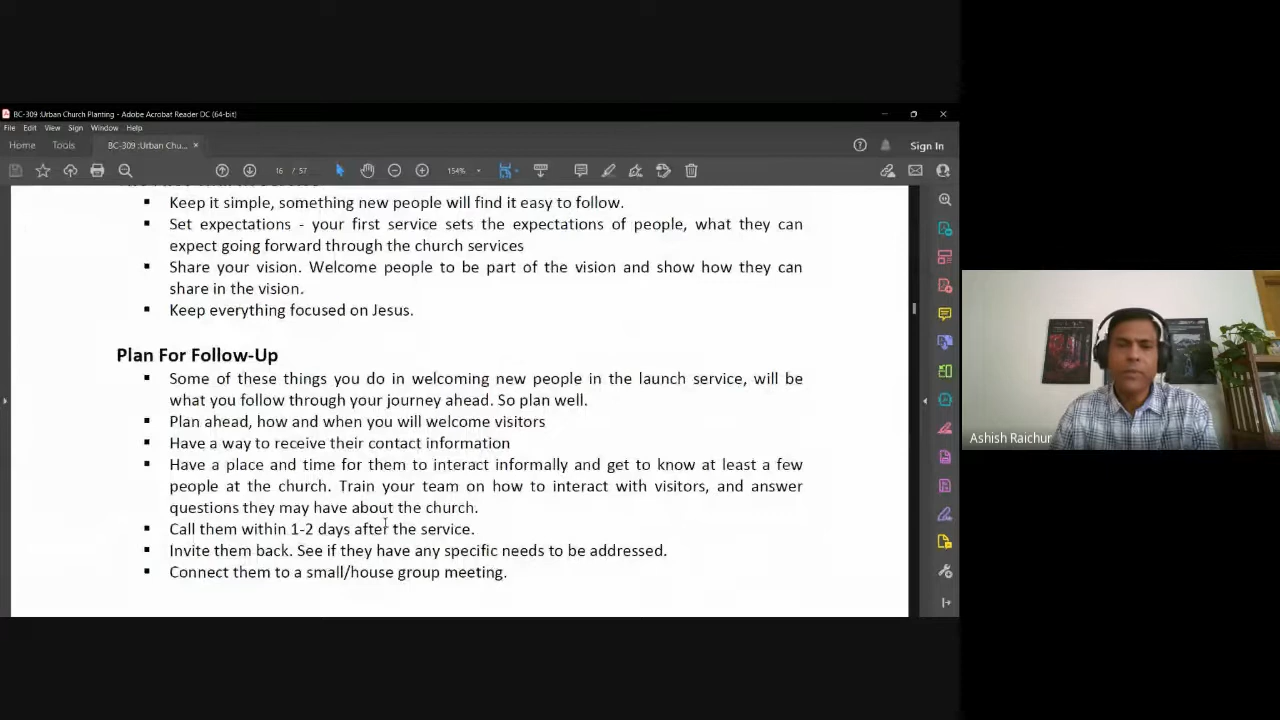 BC-309 :Urban Church Planting - Adobe Acrobat Reader DC (64-bit)
File Edit View Sign Window Help
Home Tools BC-309 :Urban Chu... × Sign In
16 / 57 154%
▪ Keep it simple, something new people will find it easy to follow.
▪ Set expectations - your first service sets the expectations of people, what they can
expect going forward through the church services
▪ Share your vision. Welcome people to be part of the vision and show how they can
share in the vision.
▪ Keep everything focused on Jesus.
Plan For Follow-Up
▪ Some of these things you do in welcoming new people in the launch service, will be
what you follow through your journey ahead. So plan well.
▪ Plan ahead, how and when you will welcome visitors
▪ Have a way to receive their contact information
▪ Have a place and time for them to interact informally and get to know at least a few
people at the church. Train your team on how to interact with visitors, and answer
questions they may have about the church.
▪ Call them within 1-2 days after the service.
▪ Invite them back. See if they have any specific needs to be addressed.
▪ Connect them to a small/house group meeting.
Ashish Raichur